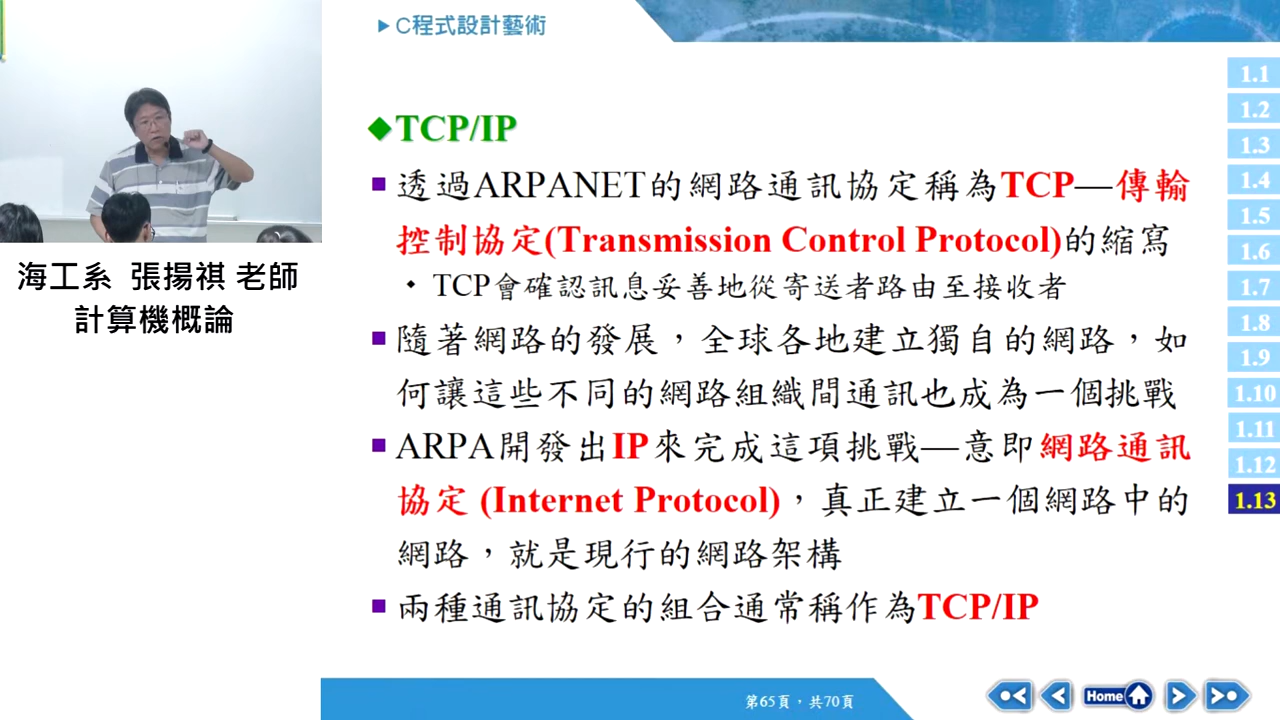 C程式設計藝術
TCP/IP
透過ARPANET的網路通訊協定稱為TCP—傳輸
控制協定(Transmission Control Protocol)的縮寫
TCP會確認訊息妥善地從寄送者路由至接收者
隨著網路的發展，全球各地建立獨自的網路，如
何讓這些不同的網路組織間通訊也成為一個挑戰
ARPA開發出IP來完成這項挑戰—意即網路通訊
協定 (Internet Protocol)，真正建立一個網路中的
網路，就是現行的網路架構
兩種通訊協定的組合通常稱作為TCP/IP
海工系 張揚祺 老師
計算機概論
1.1
1.2
1.3
1.4
1.5
1.6
1.7
1.8
1.9
1.10
1.11
1.12
1.13
第65頁，共70頁
Home